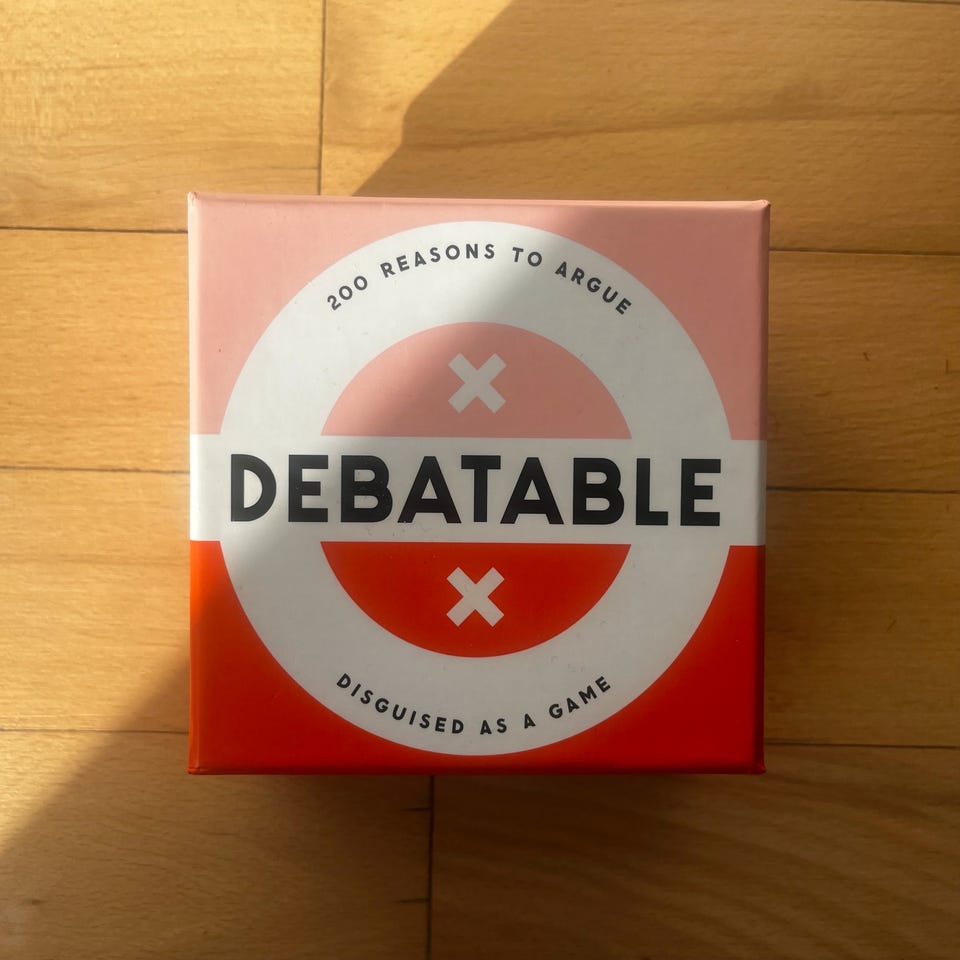 200 REASONS TO ARGUE
DEBATABLE
DISGUISED AS A GAME